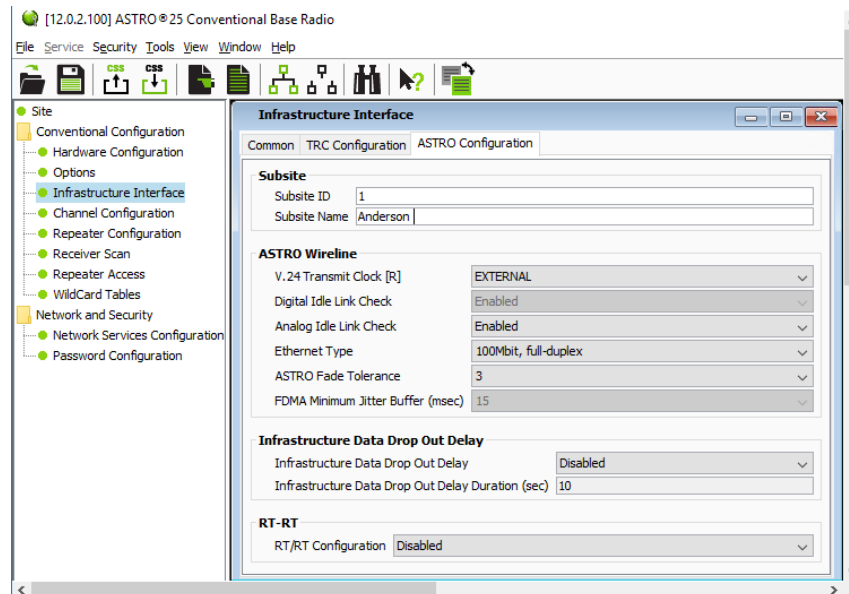 [12.0.2.100] ASTRO®25 Conventional Base Radio
File Service Security Tools View Window Help
CSS CSS
Site
Conventional Configuration
Hardware Configuration
Options
Infrastructure Interface
Channel Configuration
Repeater Configuration
Receiver Scan
Repeater Access
WildCard Tables
Network and Security
Network Services Configuration
Password Configuration
Infrastructure Interface
Common TRC Configuration ASTRO Configuration
Subsite
Subsite ID 1
Subsite Name Anderson
ASTRO Wireline
V.24 Transmit Clock [R] EXTERNAL
Digital Idle Link Check Enabled
Analog Idle Link Check Enabled
Ethernet Type 100Mbit, full-duplex
ASTRO Fade Tolerance 3
FDMA Minimum Jitter Buffer (msec) 15
Infrastructure Data Drop Out Delay
Infrastructure Data Drop Out Delay Disabled
Infrastructure Data Drop Out Delay Duration (sec) 10
RT-RT
RT/RT Configuration Disabled